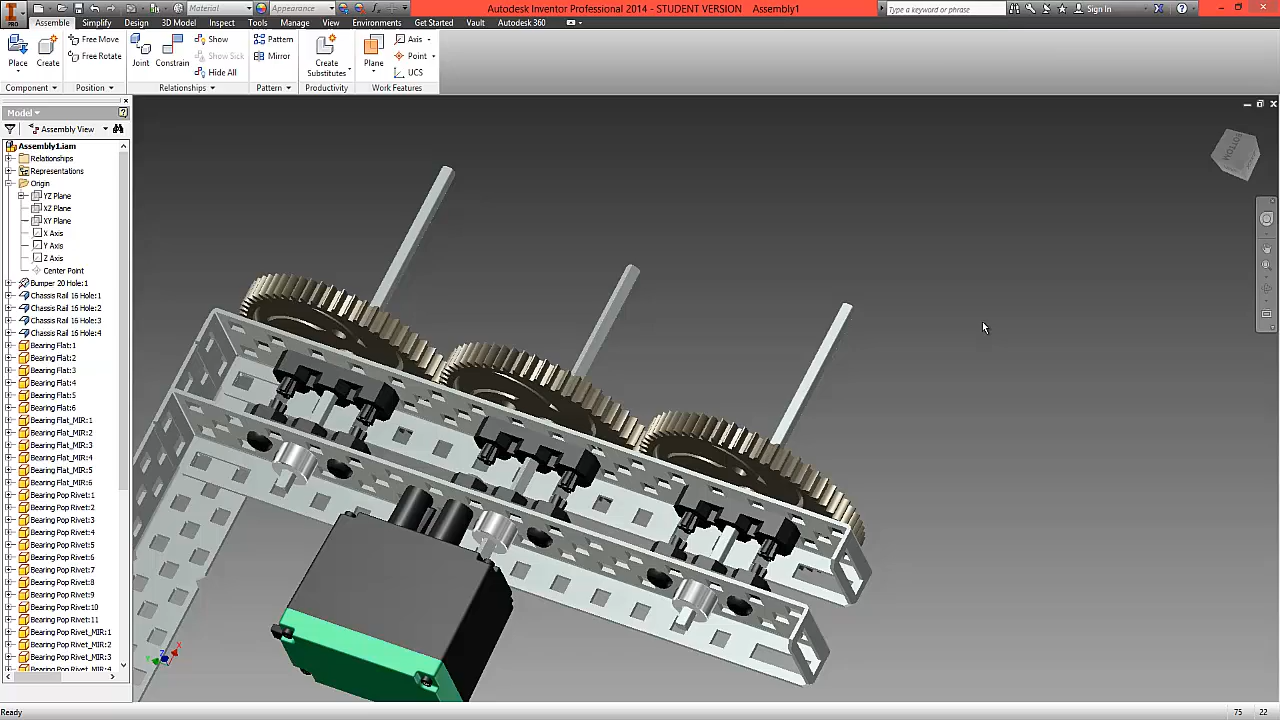 Material
Appearance
Autodesk Inventor Professional 2014 - STUDENT VERSION Assembly1
Type a keyword or phrase
Sign In
PRO
Assemble Simplify Design 3D Model Inspect Tools Manage Environments View Get Started Vault Autodesk 360
Place
Create
Free Move
Free Rotate
Joint
Constrain
Show
Show Sick
Hide All
Pattern
Mirror
Create
Substitutes
Plane
Axis
Point
UCS
Component Position Relationships Pattern Productivity Work Features
Model
Assembly View
Assembly1.iam
Relationships
Representations
Origin
YZ Plane
XZ Plane
XY Plane
X Axis
Y Axis
Z Axis
Center Point
Bumper 20 Hole:1
Chassis Rail 16 Hole:1
Chassis Rail 16 Hole:2
Chassis Rail 16 Hole:3
Chassis Rail 16 Hole:4
Bearing Flat:1
Bearing Flat:2
Bearing Flat:3
Bearing Flat:4
Bearing Flat:5
Bearing Flat:6
Bearing Flat_MIR:1
Bearing Flat_MIR:2
Bearing Flat_MIR:3
Bearing Flat_MIR:4
Bearing Flat_MIR:5
Bearing Flat_MIR:6
Bearing Pop Rivet:1
Bearing Pop Rivet:2
Bearing Pop Rivet:3
Bearing Pop Rivet:4
Bearing Pop Rivet:5
Bearing Pop Rivet:6
Bearing Pop Rivet:7
Bearing Pop Rivet:8
Bearing Pop Rivet:9
Bearing Pop Rivet:10
Bearing Pop Rivet:11
Bearing Pop Rivet_MIR:1
Bearing Pop Rivet_MIR:2
Bearing Pop Rivet_MIR:3
Bearing Pop Rivet_MIR:4
BOTTOM
X
Y
Z
Ready
75 22